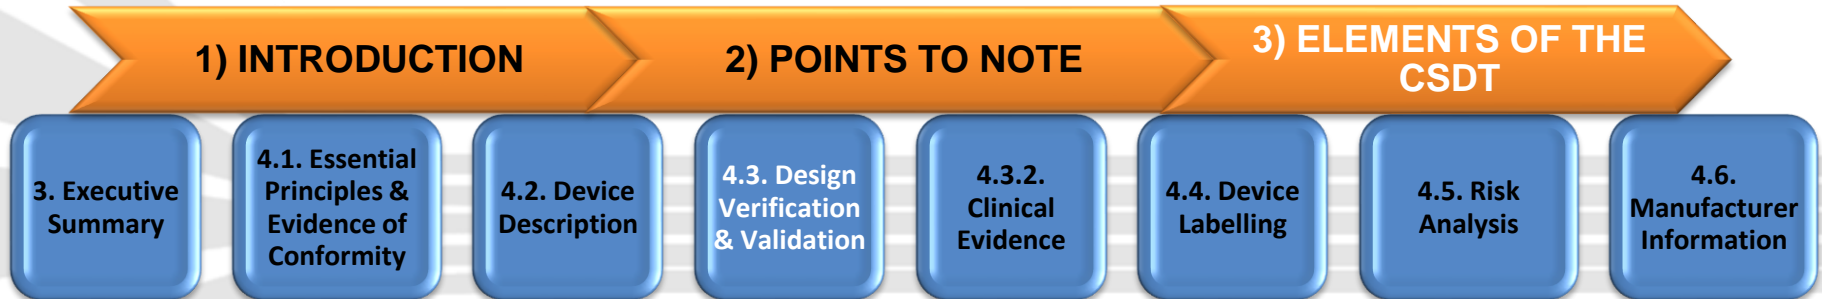 1) INTRODUCTION
2) POINTS TO NOTE
3) ELEMENTS OF THE
CSDT
3. Executive
Summary
4.1. Essential
Principles &
Evidence of
Conformity
4.2. Device
Description
4.3. Design
Verification
& Validation
4.3.2.
Clinical
Evidence
4.4. Device
Labelling
4.5. Risk
Analysis
4.6.
Manufacturer
Information